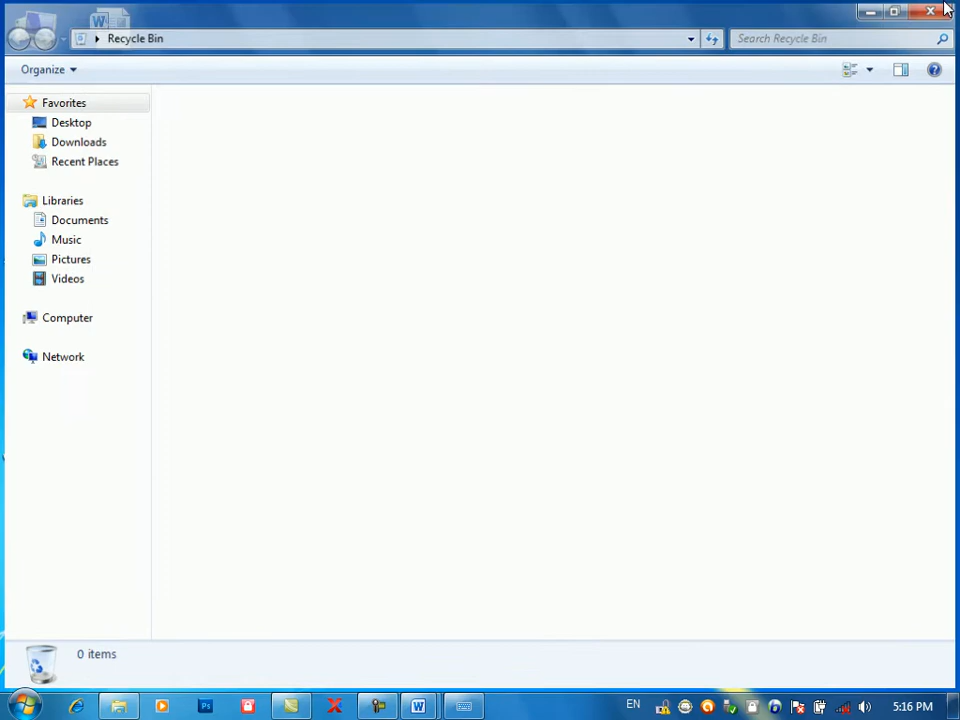 Recycle Bin
Search Recycle Bin
Organize
Favorites
Desktop
Downloads
Recent Places
Libraries
Documents
Music
Pictures
Videos
Computer
Network
0 items
Ps
W
EN
5:16 PM